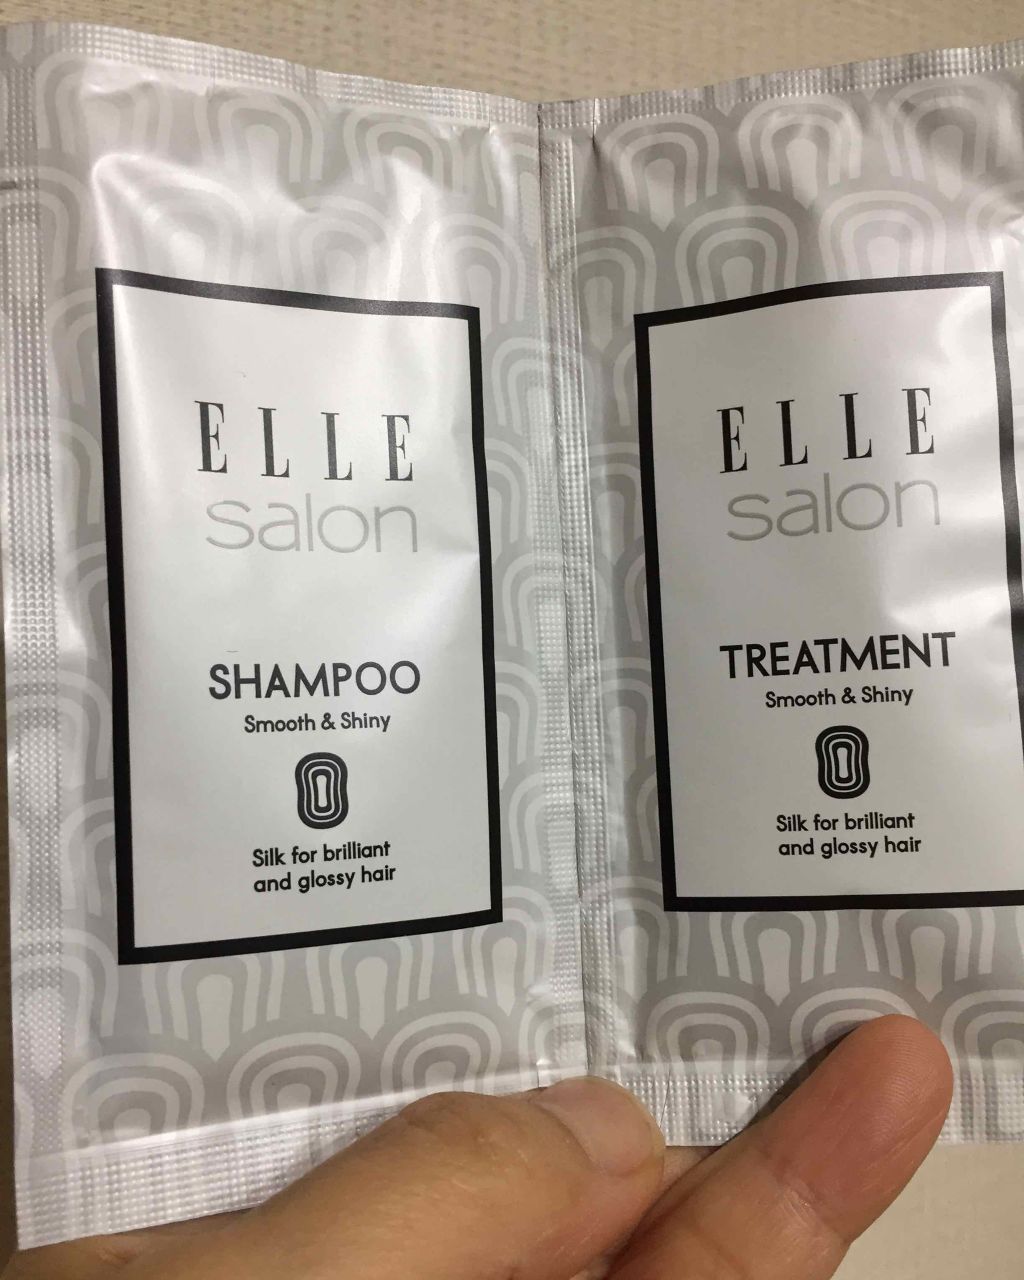 ELLE
salon
SHAMPOO
Smooth & Shiny
Silk for brilliant
and glossy hair
ELLE
salon
TREATMENT
Smooth & Shiny
Silk for brilliant
and glossy hair